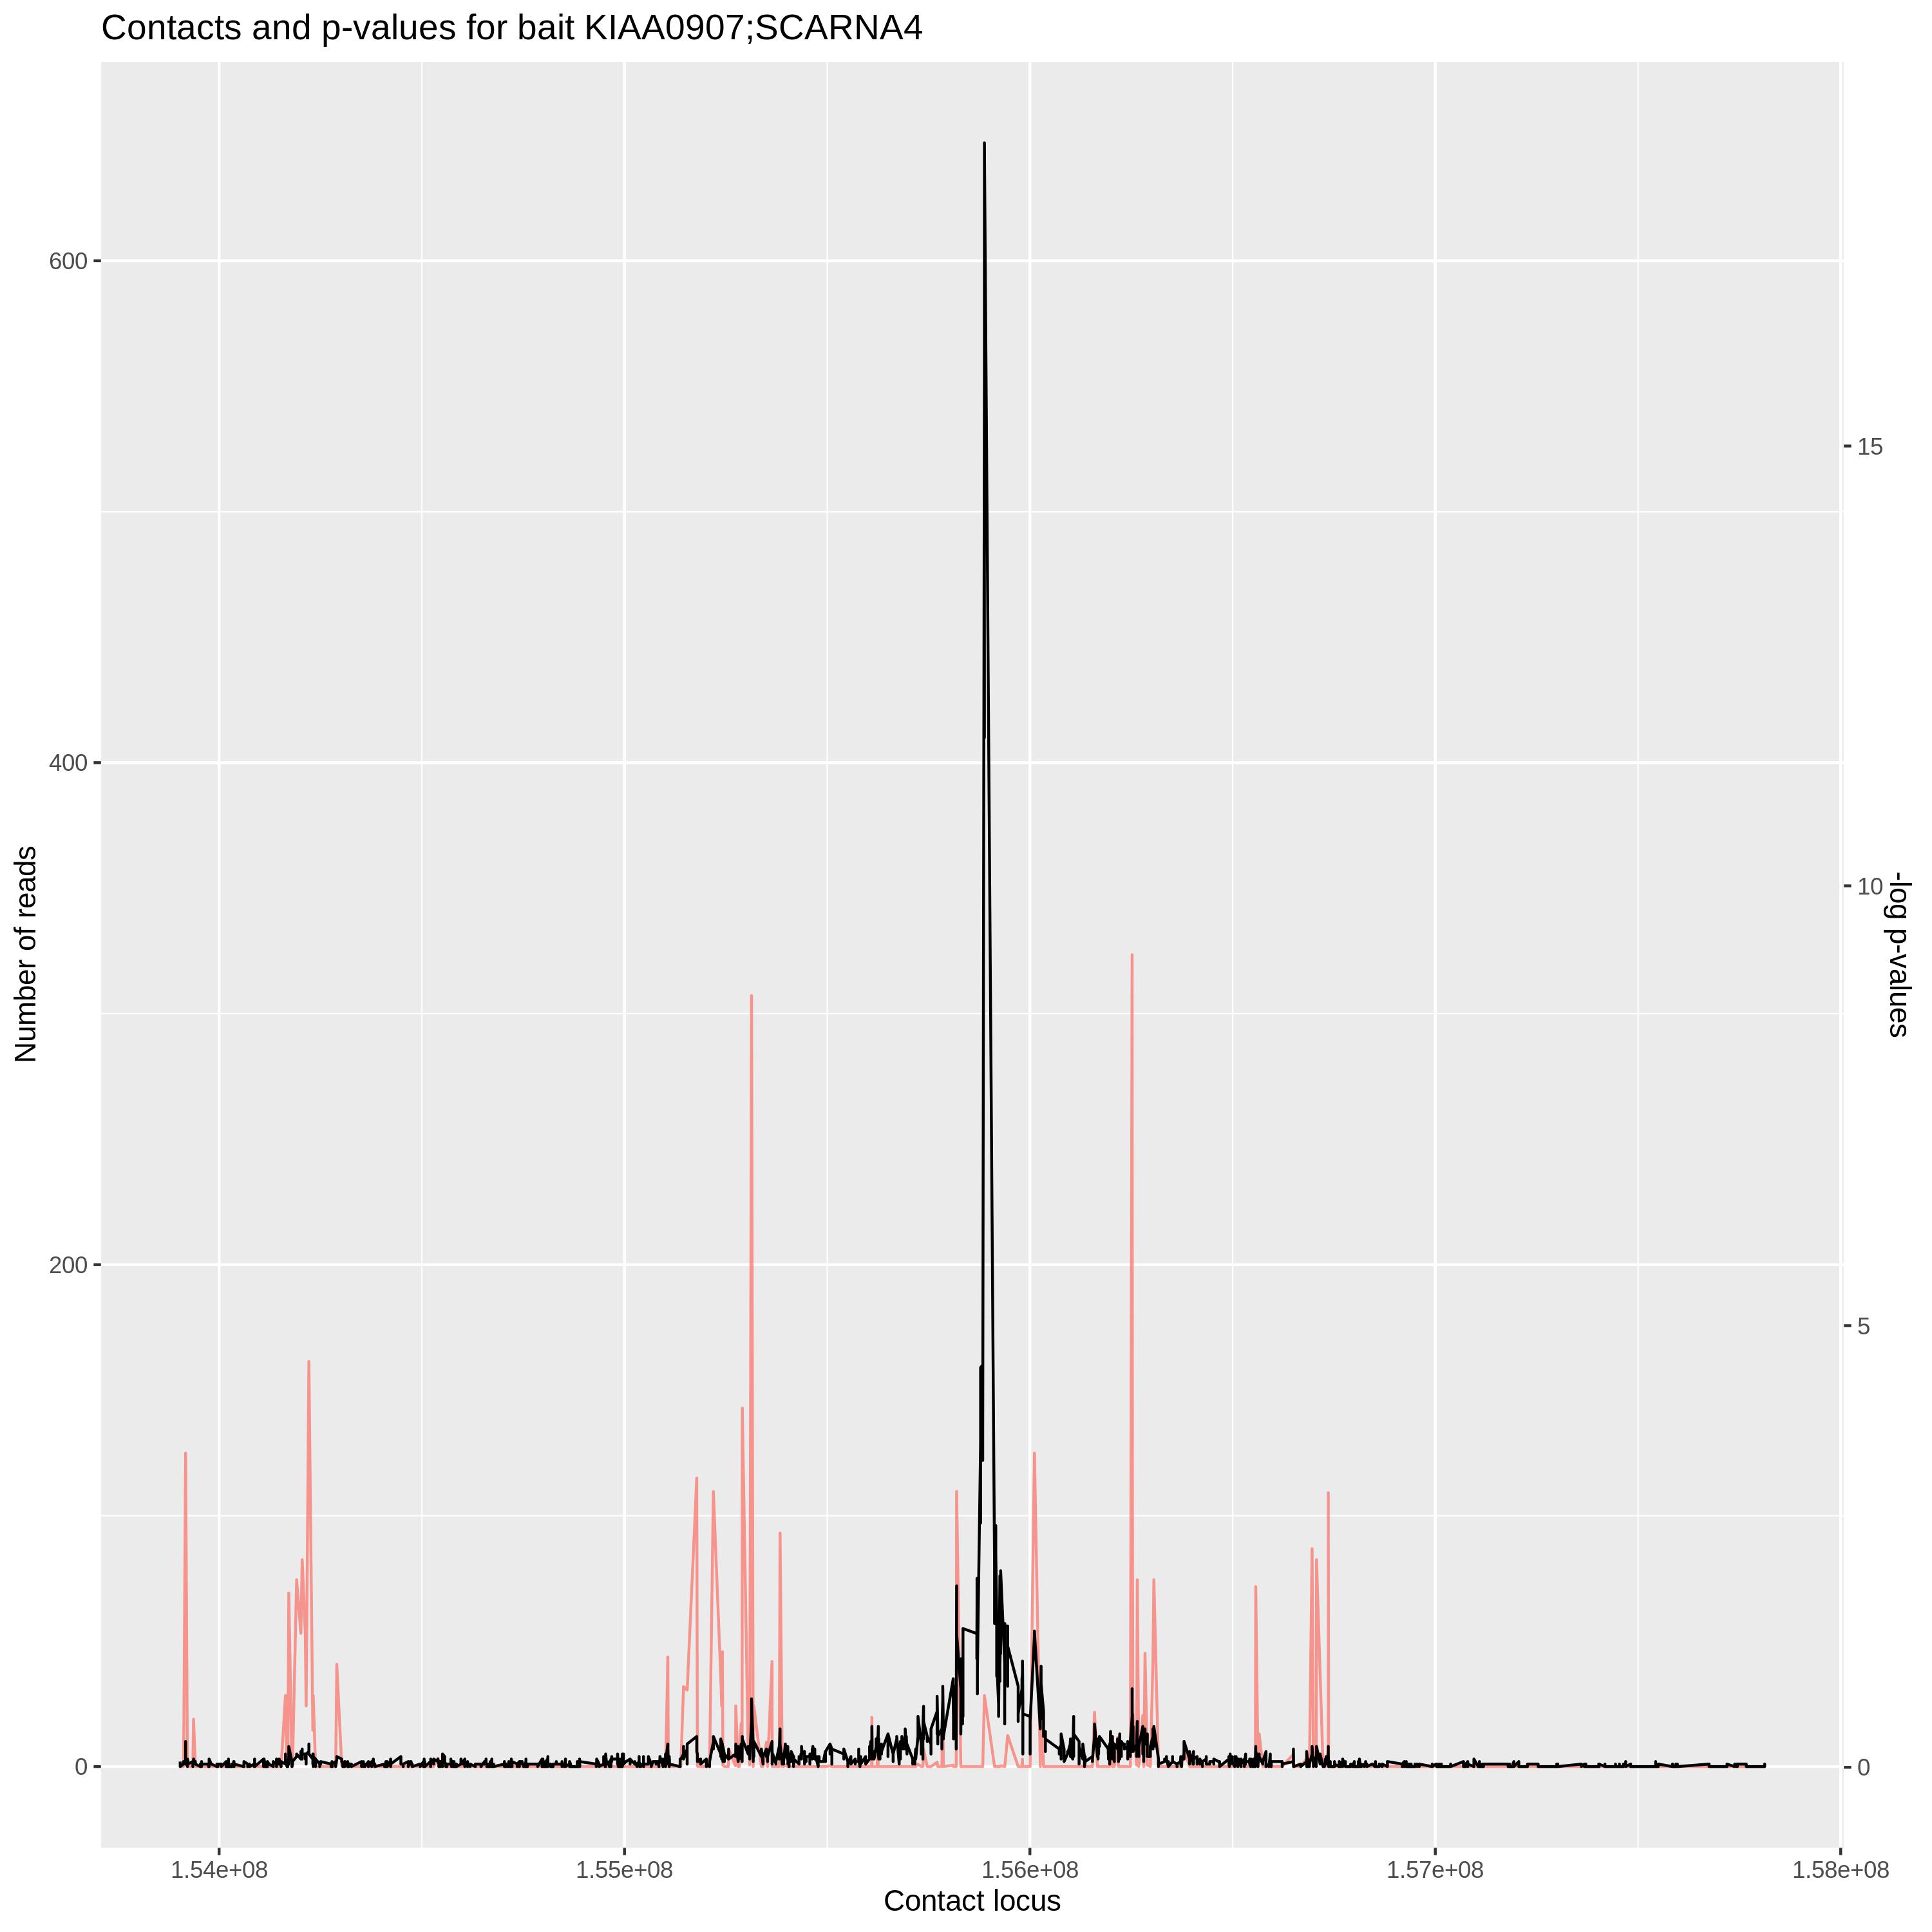 Contacts and p-values for bait KIAA0907;SCARNA4
600
400
200
0
Number of reads
15
10
5
0
-log p-values
1.54e+08 1.55e+08 1.56e+08 1.57e+08 1.58e+08
Contact locus